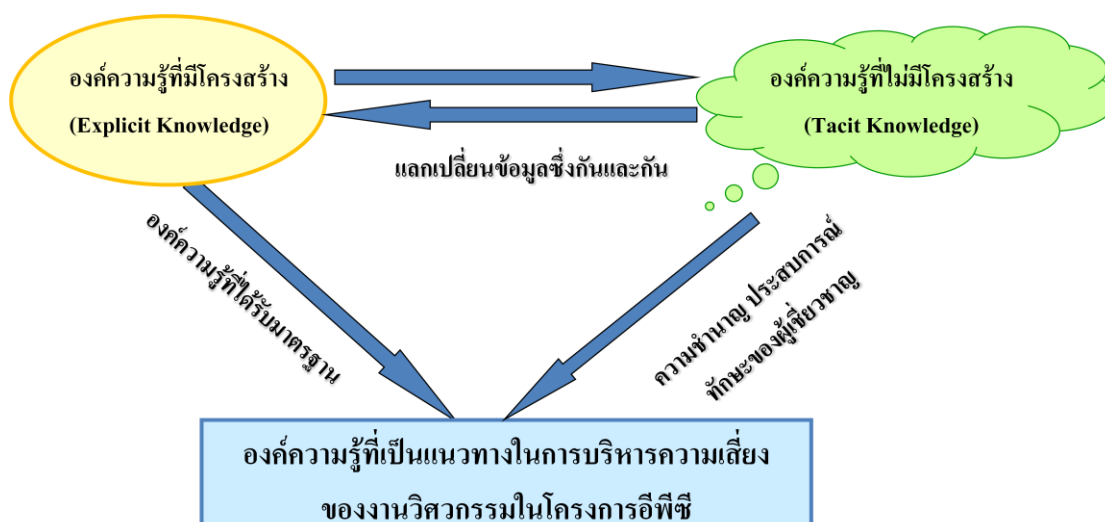 องค์ความรู้ที่มีโครงสร้าง
(Explicit Knowledge)
องค์ความรู้ที่ไม่มีโครงสร้าง
(Tacit Knowledge)
แลกเปลี่ยนข้อมูลซึ่งกันและกัน
องค์ความรู้ที่ได้รับมาตรฐาน
ความชำนาญ ประสบการณ์
ทักษะของผู้เชี่ยวชาญ
องค์ความรู้ที่เป็นแนวทางในการบริหารความเสี่ยง
ของงานวิศวกรรมในโครงการอีพีซี